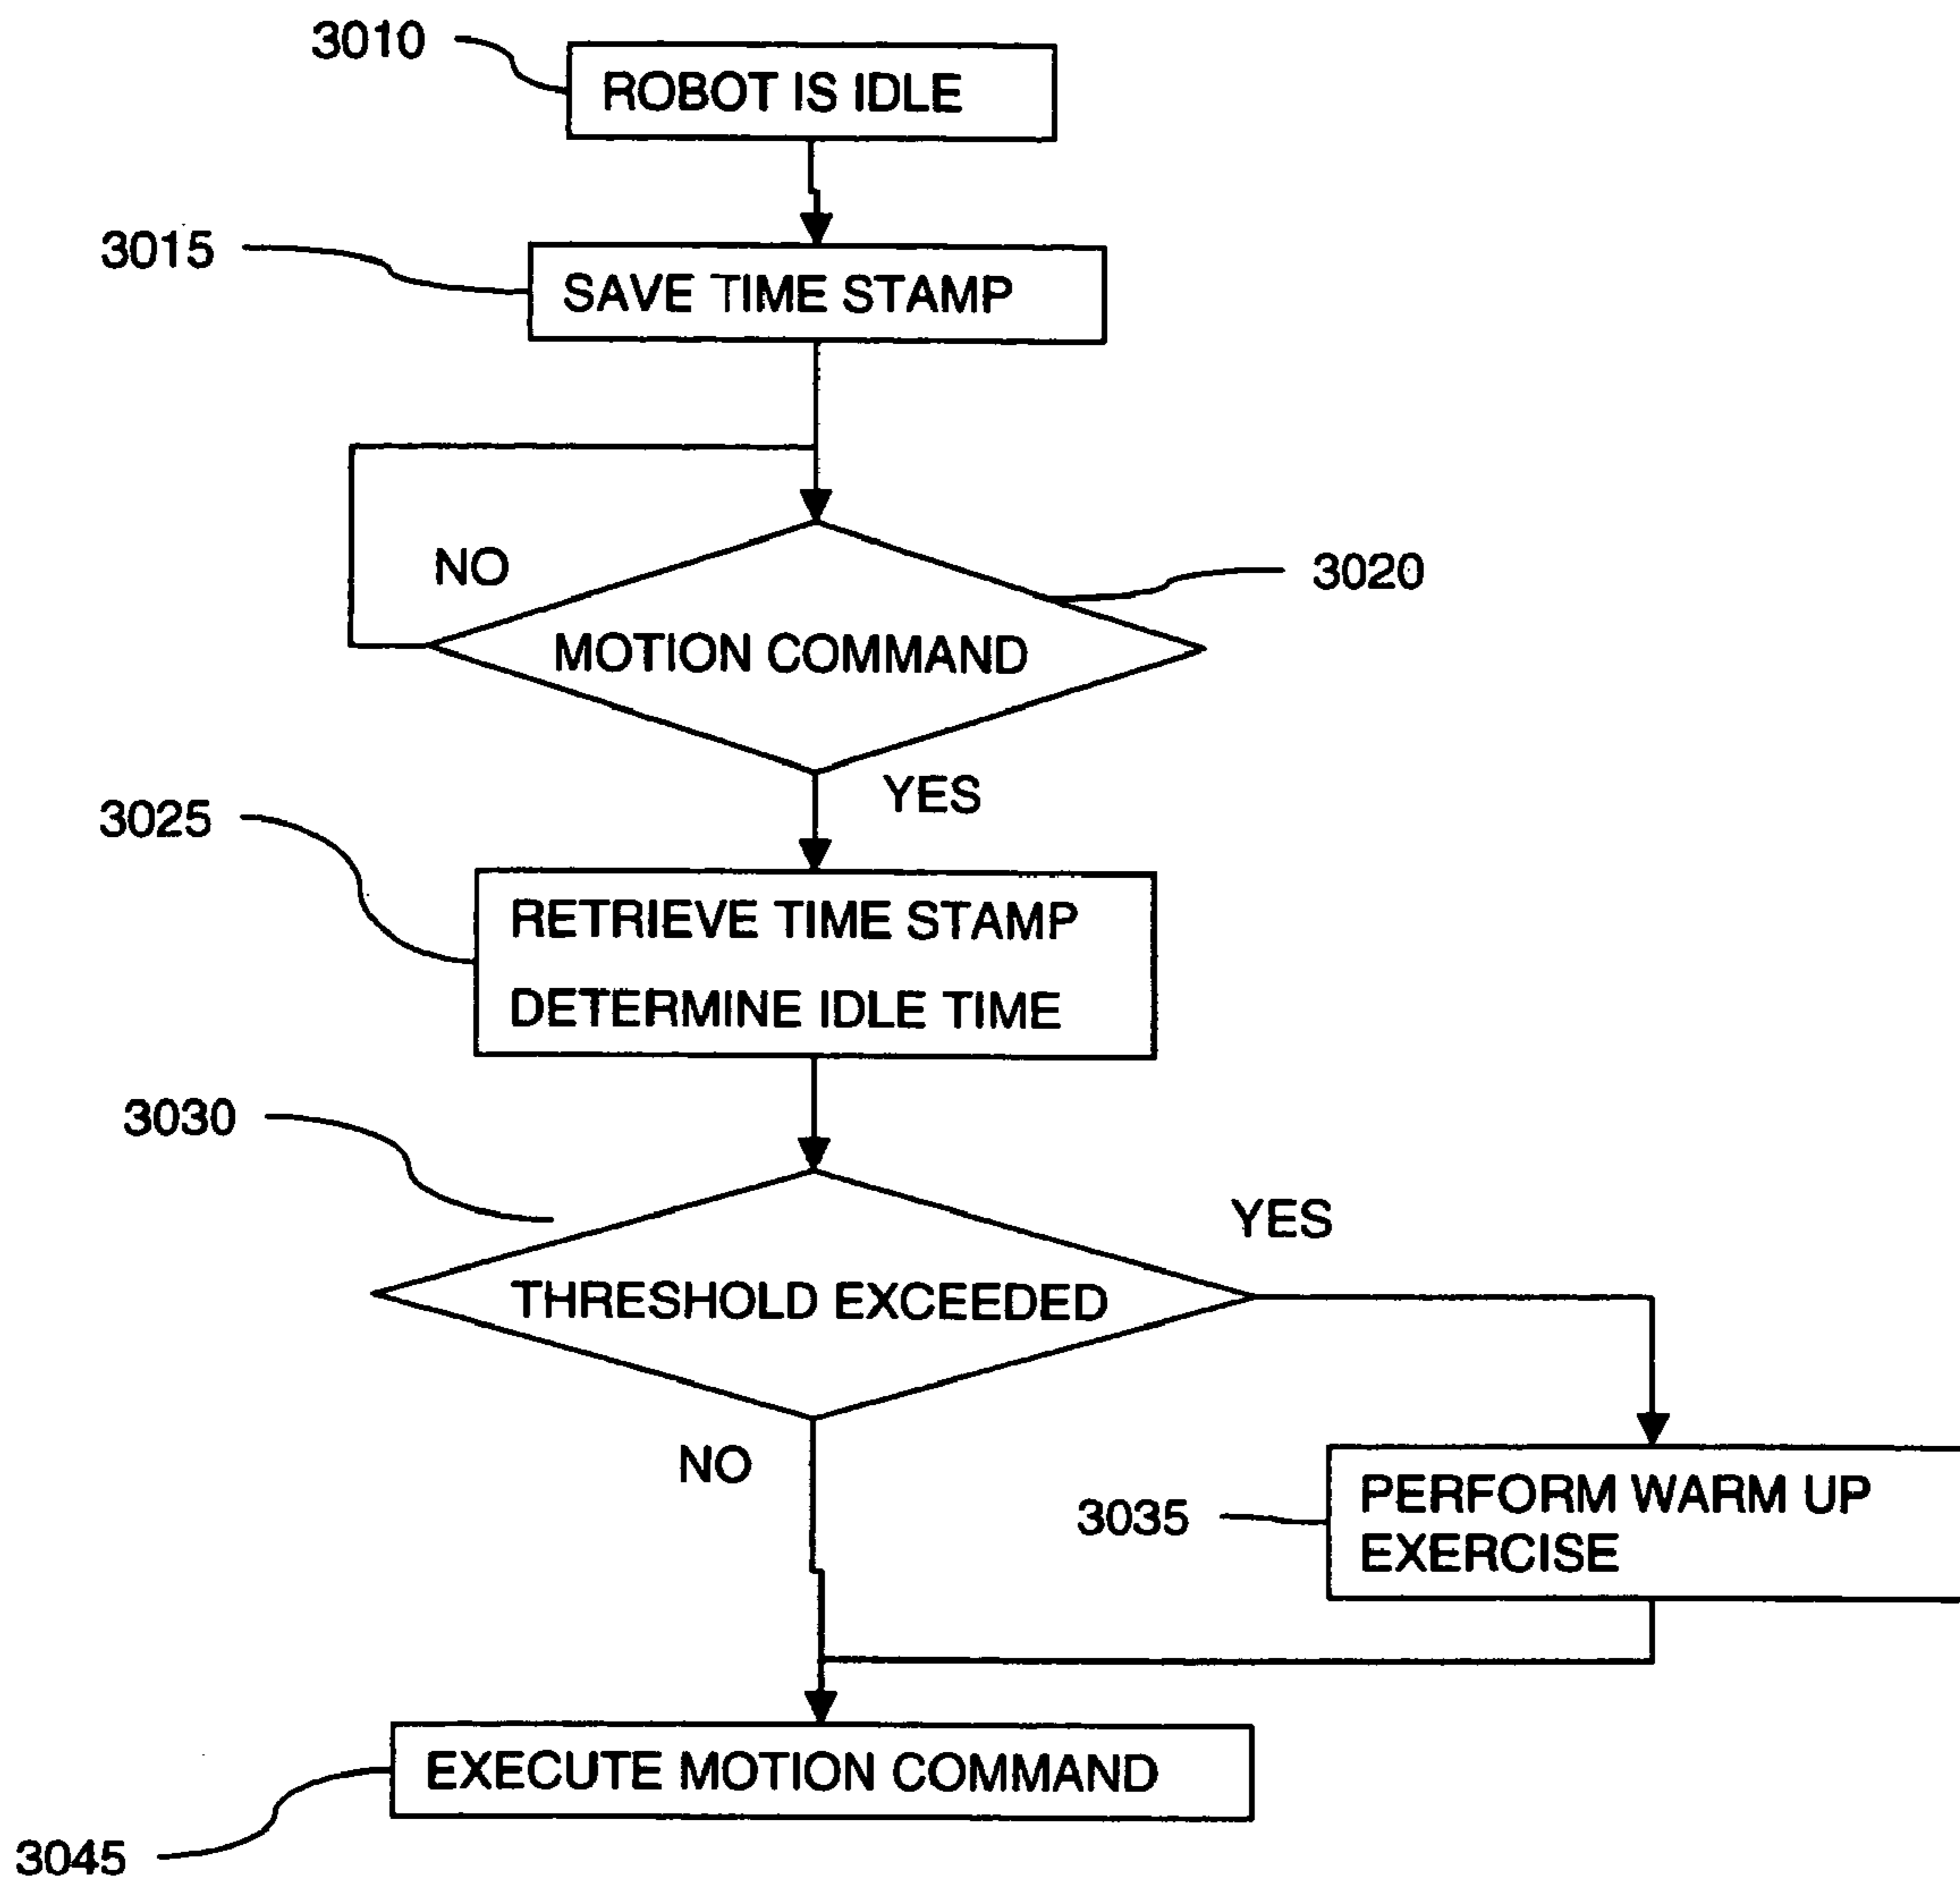 3010
ROBOT IS IDLE
3015
SAVE TIME STAMP
NO
3020
MOTION COMMAND
YES
3025
RETRIEVE TIME STAMP
DETERMINE IDLE TIME
3030
YES
THRESHOLD EXCEEDED
NO
3035
PERFORM WARM UP
EXERCISE
EXECUTE MOTION COMMAND
3045